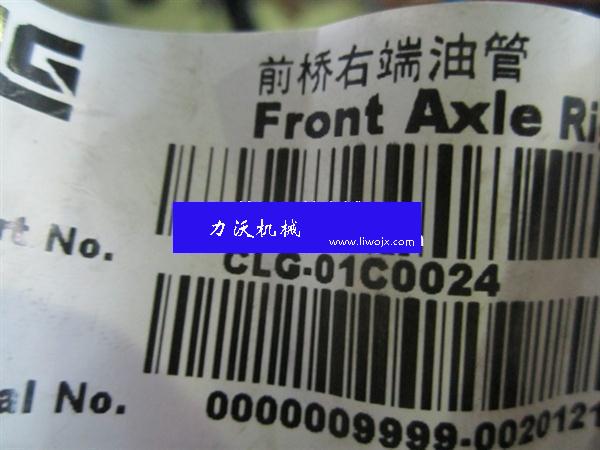 前桥右端油管
Front Axle Ri
力沃机械
www.liwojx.com
rt No.
CLG-01C0024
al No.
0000009999-0020121